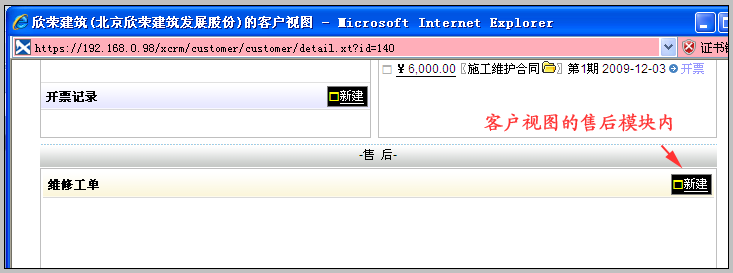 欣荣建筑(北京欣荣建筑发展股份)的客户视图 - Microsoft Internet Explorer
https://192.168.0.98/xcrm/customer/customer/detail.xt?id=140
¥ 6,000.00 〖施工维护合同〗 第1期 2009-12-03 开票
开票记录 新建
客户视图的售后模块内
-售 后-
维修工单 新建